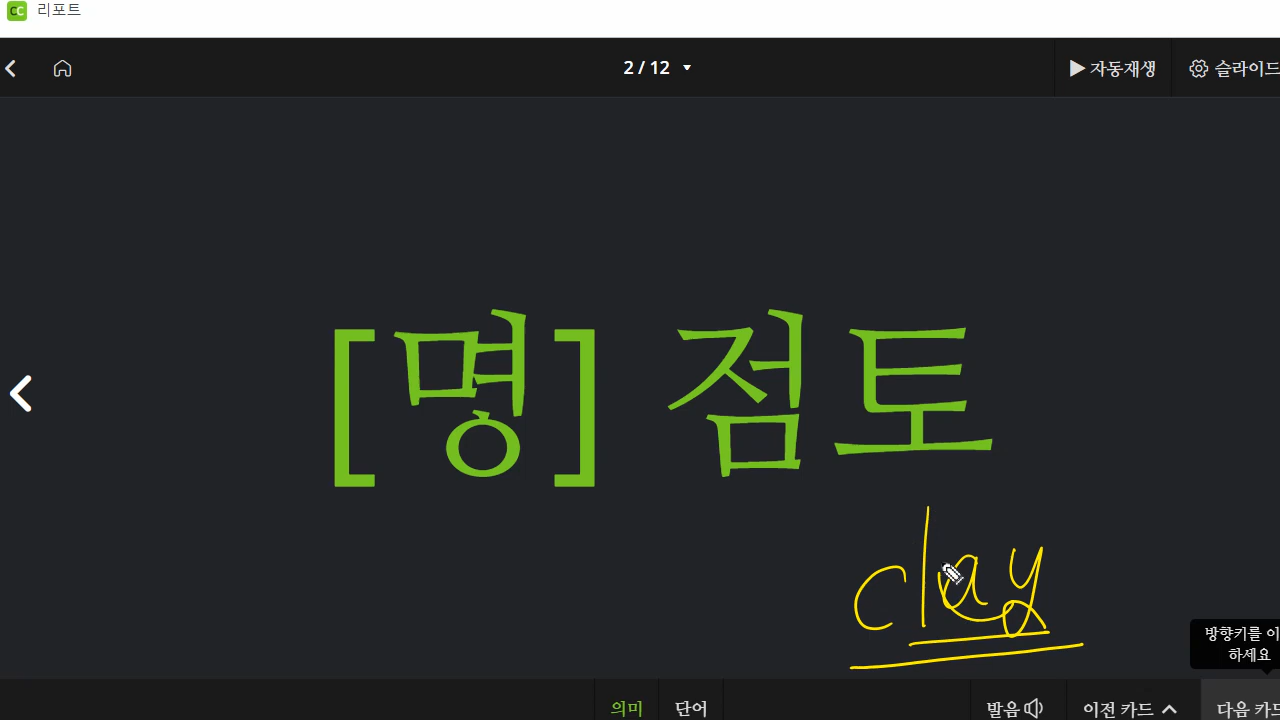 CC 리포트
2 / 12
자동재생
슬라이드
[명] 점토
clay
방향키를 이
하세요
의미
단어
발음
이전 카드
다음 카드